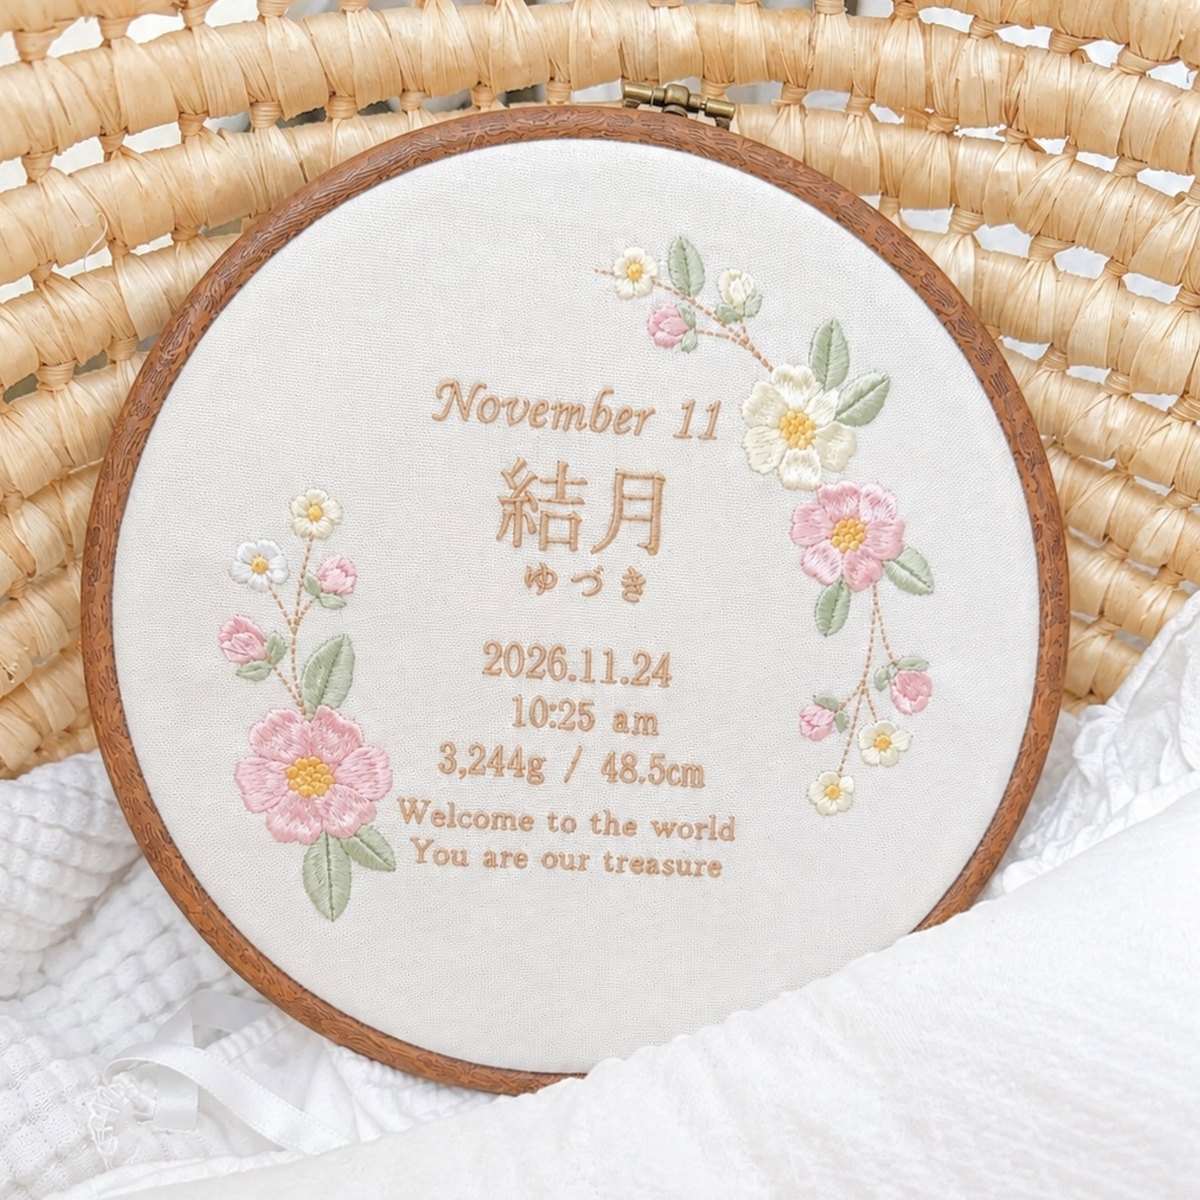 November 11
結月
ゆづき
2026.11.24
10:25 am
3,244g / 48.5cm
Welcome to the world
You are our treasure